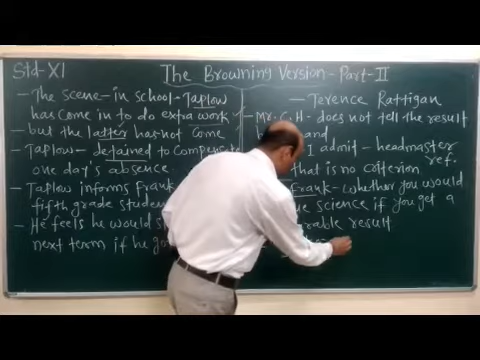 Std-XI
The Browning Version-Part-II
- The scene-in school-Taplow
has come in to do extra work
- but the latter has not come
- Taplow- detained to compensate
one day's absence
- Taplow informs Frank
fifth grade
- He feels he would
next term if he
- Terence Rattigan
- Mr. C.H- does not tell the result
and
I admit - headmaster
ref.
that is no criterion
Frank- whether you would
science if you get a
result